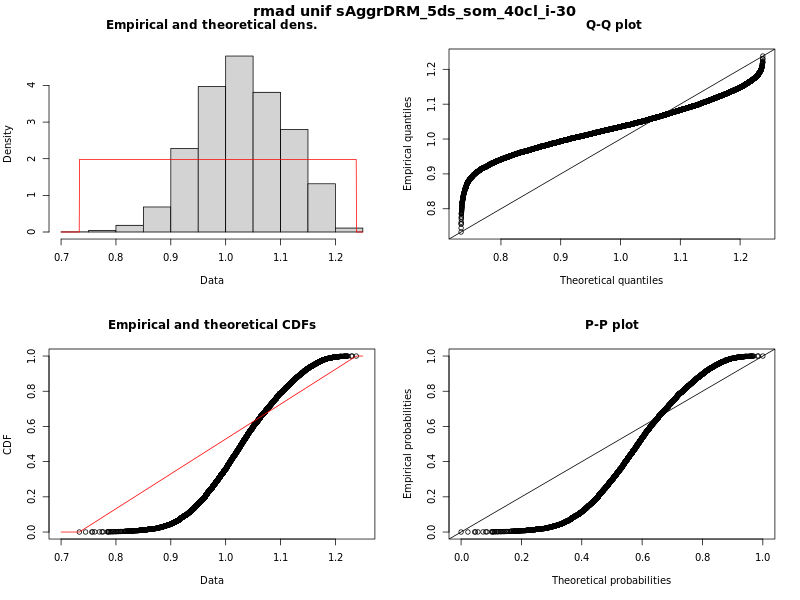 rmad unif sAggrDRM_5ds_som_40cl_i-30
Empirical and theoretical dens.
Density
0 1 2 3 4
0.7 0.8 0.9 1.0 1.1 1.2
Data
Q-Q plot
Empirical quantiles
0.8 0.9 1.0 1.1 1.2
0.8 0.9 1.0 1.1 1.2
Theoretical quantiles
Empirical and theoretical CDFs
CDF
0.0 0.2 0.4 0.6 0.8 1.0
0.7 0.8 0.9 1.0 1.1 1.2
Data
P-P plot
Empirical probabilities
0.0 0.2 0.4 0.6 0.8 1.0
0.0 0.2 0.4 0.6 0.8 1.0
Theoretical probabilities